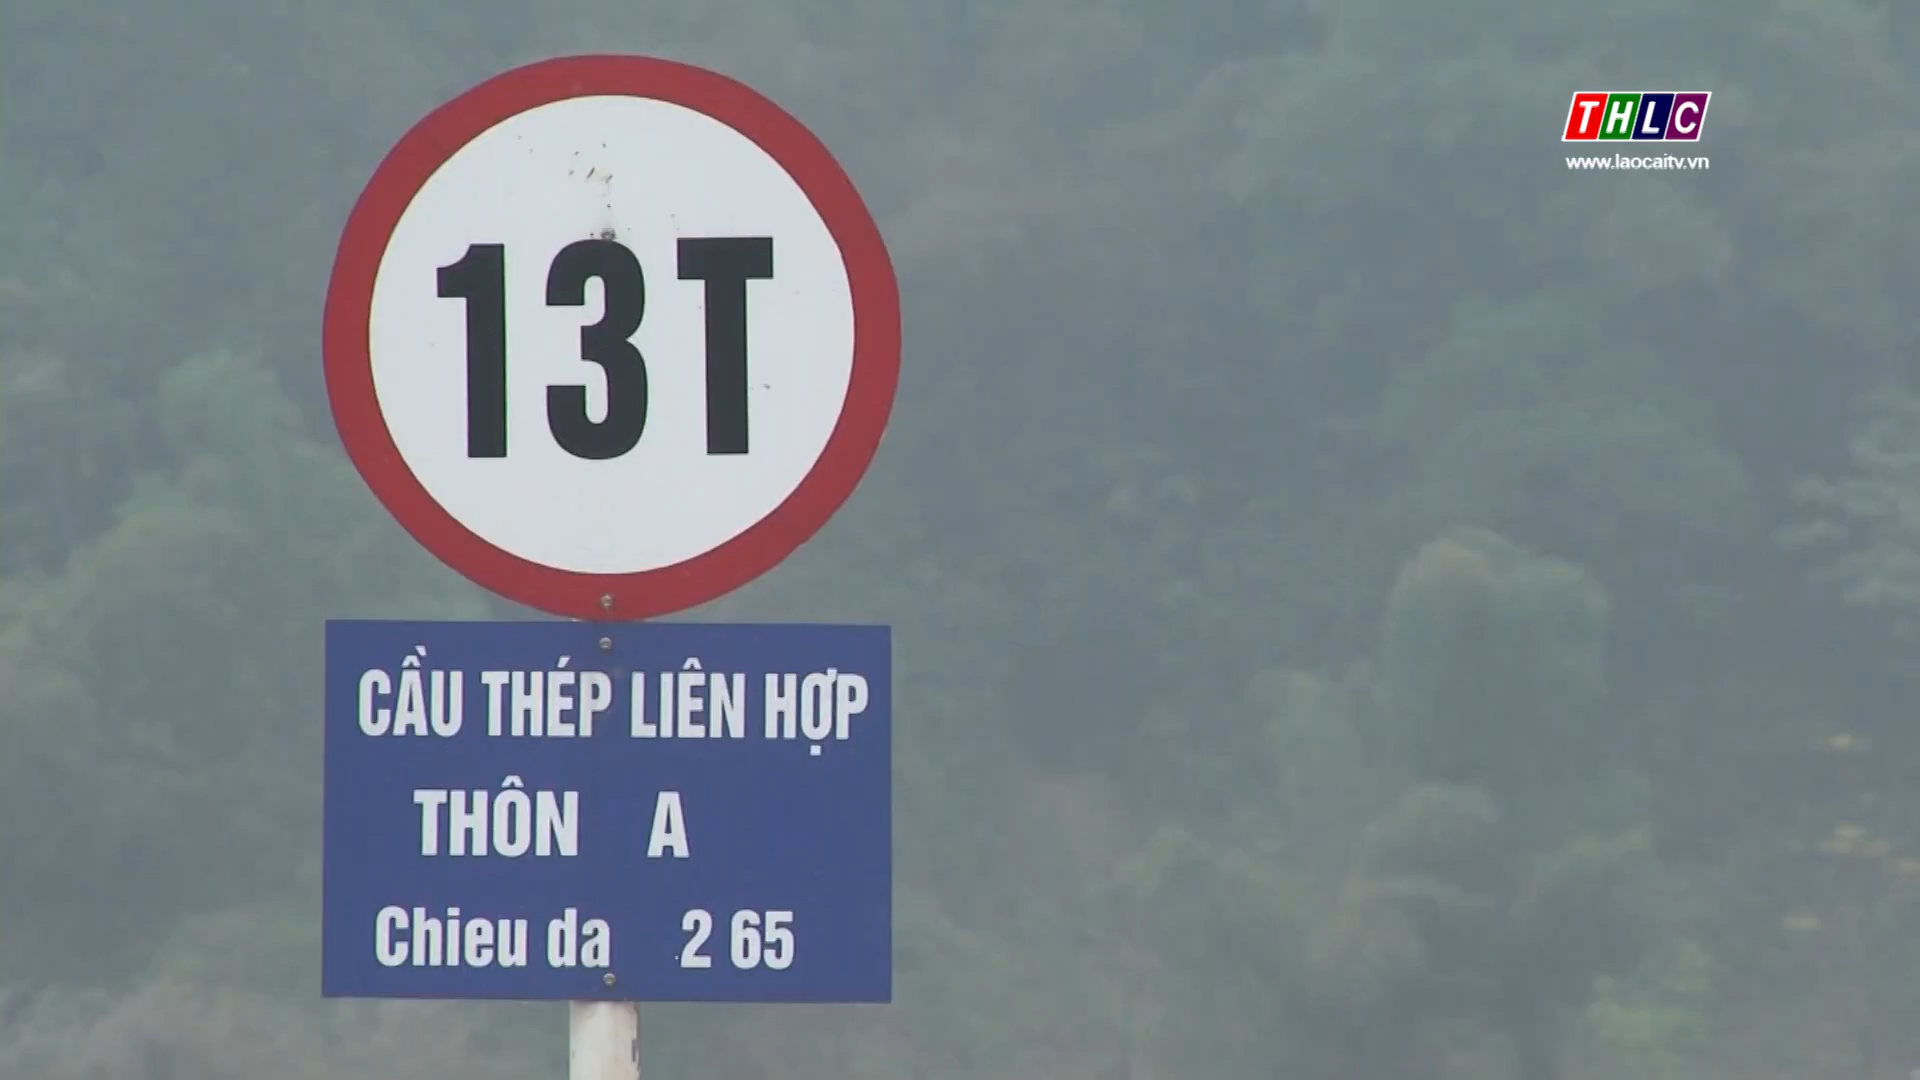 THLC
www.laocaitv.vn
13T
CẦU THÉP LIÊN HỢP
THÔN A
Chieu da 2 65